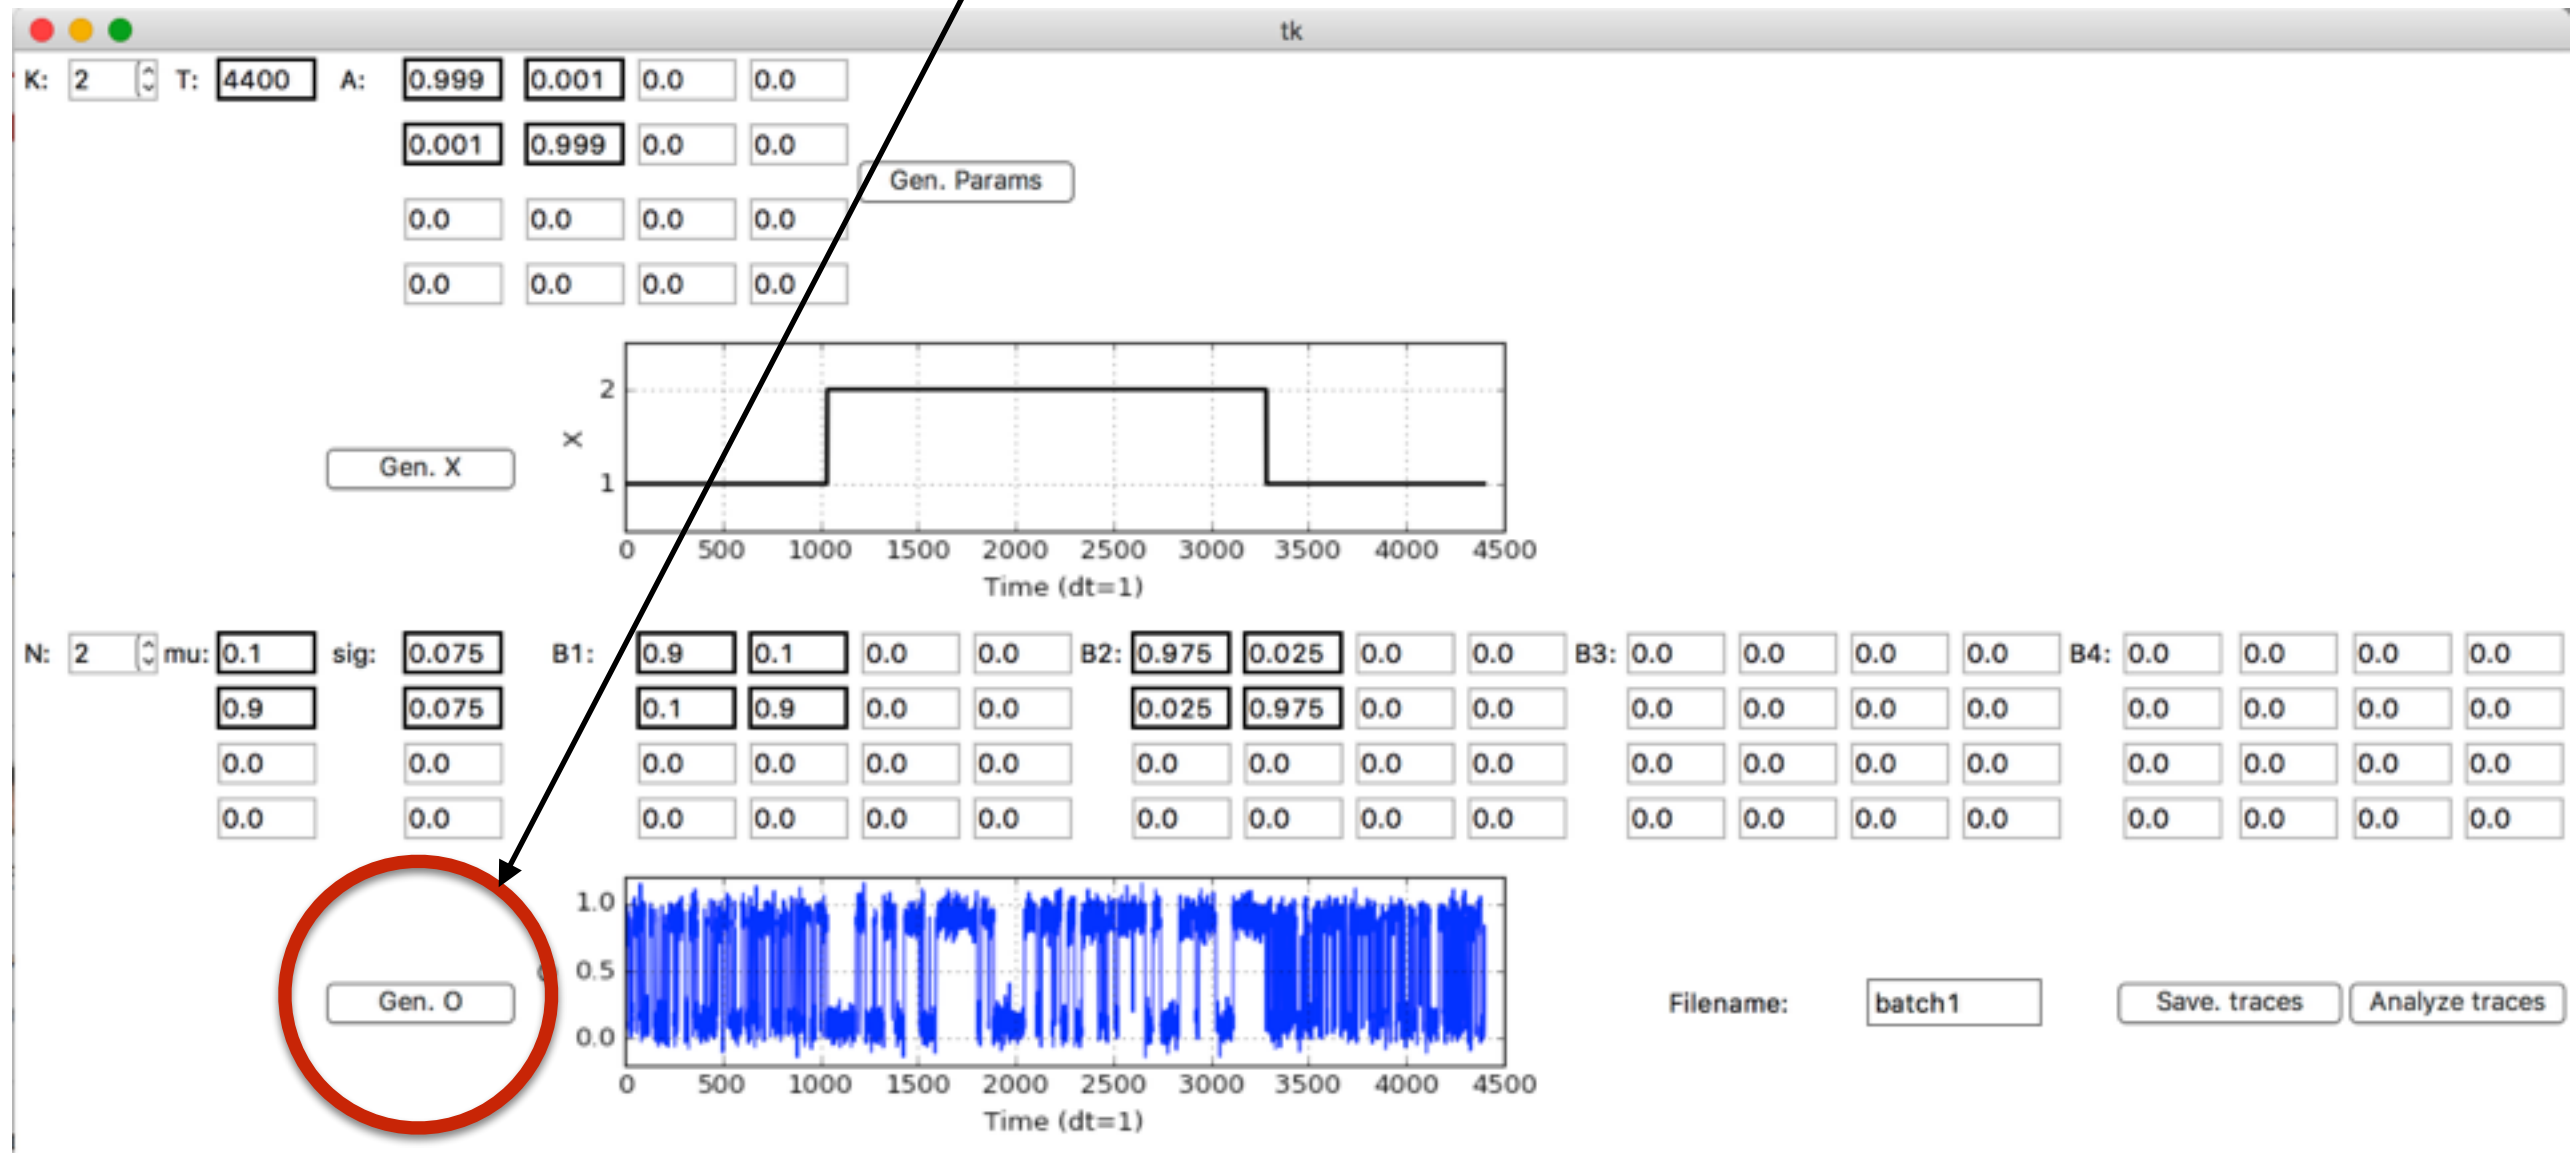 tk
K: 2 T: 4400 A: 0.999 0.001 0.0 0.0
0.001 0.999 0.0 0.0
Gen. Params
0.0 0.0 0.0 0.0
0.0 0.0 0.0 0.0
2
X
Gen. X
1
0 500 1000 1500 2000 2500 3000 3500 4000 4500
Time (dt=1)
N: 2 mu: 0.1 sig: 0.075 B1: 0.9 0.1 0.0 0.0 B2: 0.975 0.025 0.0 0.0 B3: 0.0 0.0 0.0 0.0 B4: 0.0 0.0 0.0 0.0
0.9 0.075 0.1 0.9 0.0 0.0 0.025 0.975 0.0 0.0 0.0 0.0 0.0 0.0 0.0 0.0 0.0 0.0
0.0 0.0 0.0 0.0 0.0 0.0 0.0 0.0 0.0 0.0 0.0 0.0 0.0 0.0 0.0 0.0 0.0 0.0
0.0 0.0 0.0 0.0 0.0 0.0 0.0 0.0 0.0 0.0 0.0 0.0 0.0 0.0 0.0 0.0 0.0 0.0
1.0
0.5
Gen. O Filename: batch1 Save. traces Analyze traces
0.0
0 500 1000 1500 2000 2500 3000 3500 4000 4500
Time (dt=1)